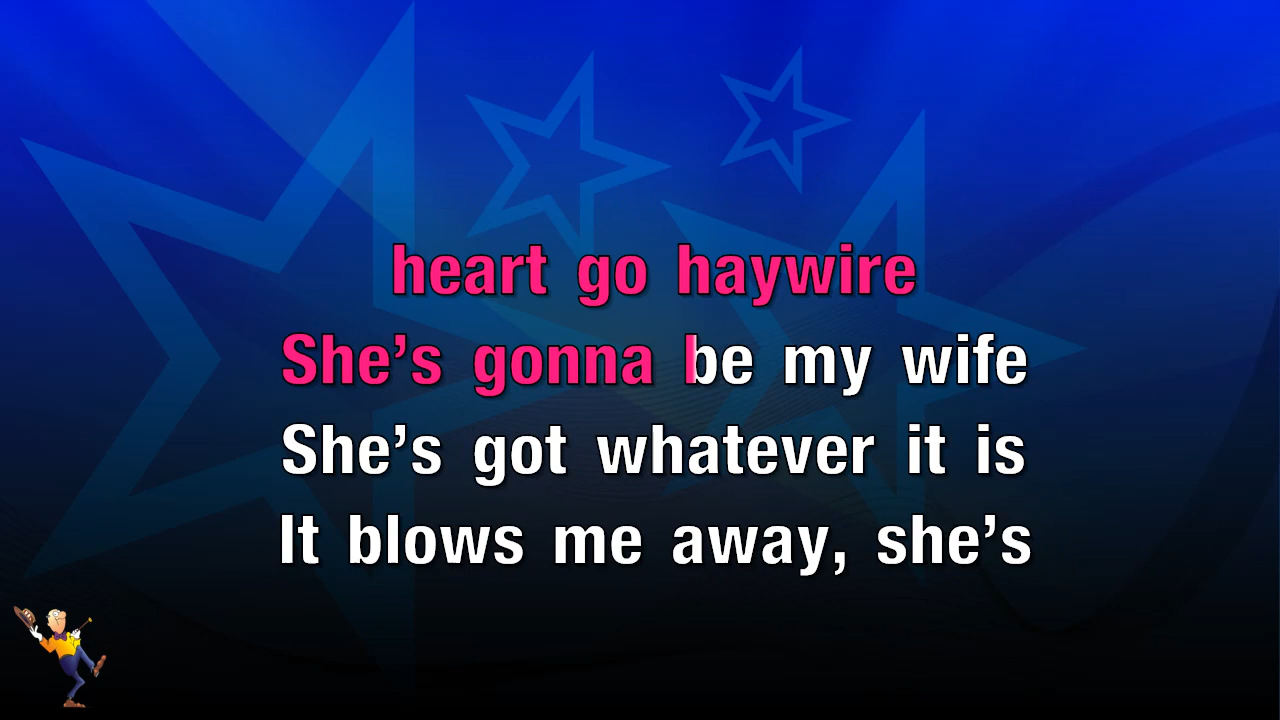 heart go haywire
She’s gonna be my wife
She’s got whatever it is
It blows me away, she’s